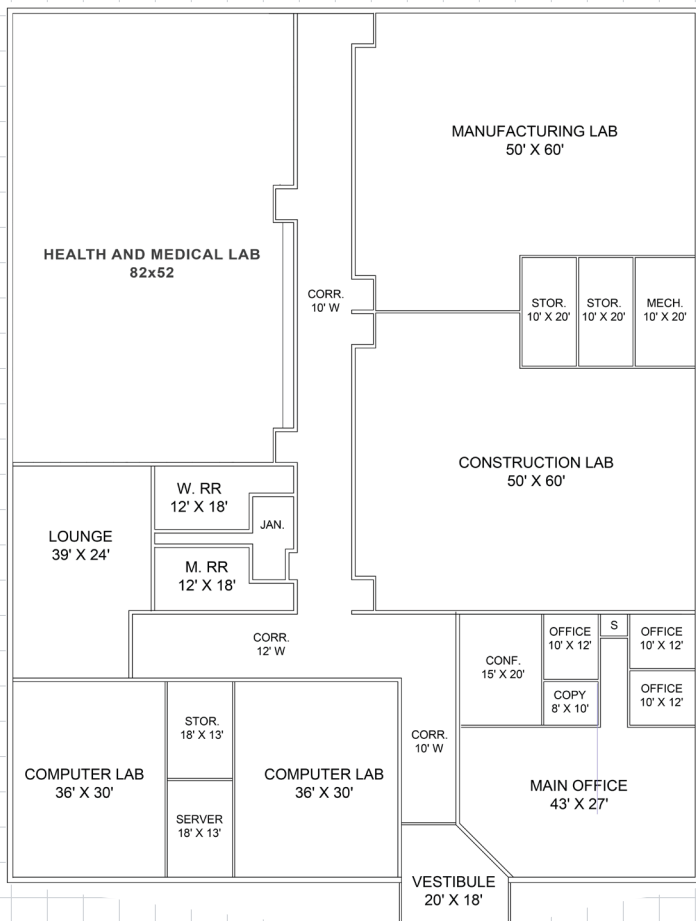 MANUFACTURING LAB
50' X 60'
HEALTH AND MEDICAL LAB
82x52
CORR.
10' W
STOR.
10' X 20'
STOR.
10' X 20'
MECH.
10' X 20'
CONSTRUCTION LAB
50' X 60'
W. RR
12' X 18'
JAN.
LOUNGE
39' X 24'
M. RR
12' X 18'
CORR.
12' W
CONF.
15' X 20'
OFFICE
10' X 12'
S
OFFICE
10' X 12'
COPY
8' X 10'
OFFICE
10' X 12'
STOR.
18' X 13'
CORR.
10' W
COMPUTER LAB
36' X 30'
COMPUTER LAB
36' X 30'
MAIN OFFICE
43' X 27'
SERVER
18' X 13'
VESTIBULE
20' X 18'